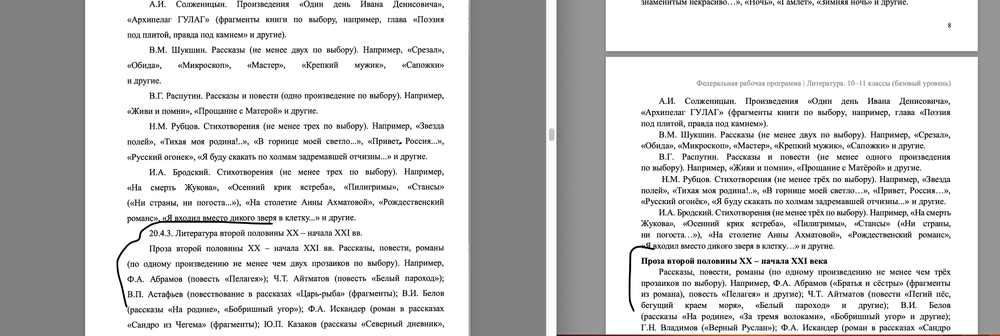 А.И. Солженицын. Произведения «Один день Ивана Денисовича»,
«Архипелаг ГУЛАГ» (фрагменты книги по выбору, например, глава «Поэзия
под плитой, правда под камнем» и другие).
В.М. Шукшин. Рассказы (не менее двух по выбору). Например, «Срезал»,
«Обида», «Микроскоп», «Мастер», «Крепкий мужик», «Сапожки»
и другие.
В.Г. Распутин. Рассказы и повести (одно произведение по выбору). Например,
«Живи и помни», «Прощание с Матерой» и другие.
Н.М. Рубцов. Стихотворения (не менее трех по выбору). Например, «Звезда
полей», «Тихая моя родина!..», «В горнице моей светло...», «Привет, Россия...»,
«Русский огонек», «Я буду скакать по холмам задремавшей отчизны...» и другие.
И.А. Бродский. Стихотворения (не менее трех по выбору). Например,
«На смерть Жукова», «Осенний крик ястреба», «Пилигримы», «Стансы»
(«Ни страны, ни погоста...»), «На столетие Анны Ахматовой», «Рождественский
романс», «Я входил вместо дикого зверя в клетку...» и другие.
20.4.3. Литература второй половины XX – начала XXI вв.
Проза второй половины XX – начала XXI вв. Рассказы, повести, романы
(по одному произведению не менее чем двух прозаиков по выбору). Например,
Ф.А. Абрамов (повесть «Пелагея»); Ч.Т. Айтматов (повесть «Белый пароход»);
В.П. Астафьев (повествование в рассказах «Царь-рыба» (фрагменты); В.И. Белов
(рассказы «На родине», «Бобришный угор»); Ф.А. Искандер (роман в рассказах
«Сандро из Чегема» (фрагменты); Ю.П. Казаков (рассказы «Северный дневник»,
знаменитым некрасиво…», «Ночь», «Гамлет», «Зимняя ночь» и другие.
8
Федеральная рабочая программа | Литература. 10–11 классы (базовый уровень)
А.И. Солженицын. Произведения «Один день Ивана Денисовича»,
«Архипелаг ГУЛАГ» (фрагменты книги по выбору, например, глава «Поэзия
под плитой, правда под камнем»).
В.М. Шукшин. Рассказы (не менее двух по выбору). Например, «Срезал»,
«Обида», «Микроскоп», «Мастер», «Крепкий мужик», «Сапожки» и другие.
В.Г. Распутин. Рассказы и повести (не менее одного произведения
по выбору). Например, «Живи и помни», «Прощание с Матёрой» и другие.
Н.М. Рубцов. Стихотворения (не менее трёх по выбору). Например, «Звезда
полей», «Тихая моя родина!..», «В горнице моей светло…», «Привет, Россия…»,
«Русский огонёк», «Я буду скакать по холмам задремавшей отчизны...» и другие.
И.А. Бродский. Стихотворения (не менее трёх по выбору). Например, «На смерть
Жукова», «Осенний крик ястреба», «Пилигримы», «Стансы» («Ни страны,
ни погоста…»), «На столетие Анны Ахматовой», «Рождественский романс»,
«Я входил вместо дикого зверя в клетку…» и другие.
Проза второй половины XX – начала XXI века
Рассказы, повести, романы (по одному произведению не менее чем трёх
прозаиков по выбору). Например, Ф.А. Абрамов («Братья и сёстры» (фрагменты
из романа), повесть «Пелагея» и другие); Ч.Т. Айтматов (повести «Пегий пёс,
бегущий краем моря», «Белый пароход» и другие); В.И. Белов
(рассказы «На родине», «За тремя волоками», «Бобришный угор» и другие);
Г.Н. Владимов («Верный Руслан»); Ф.А. Искандер (роман в рассказах «Сандро